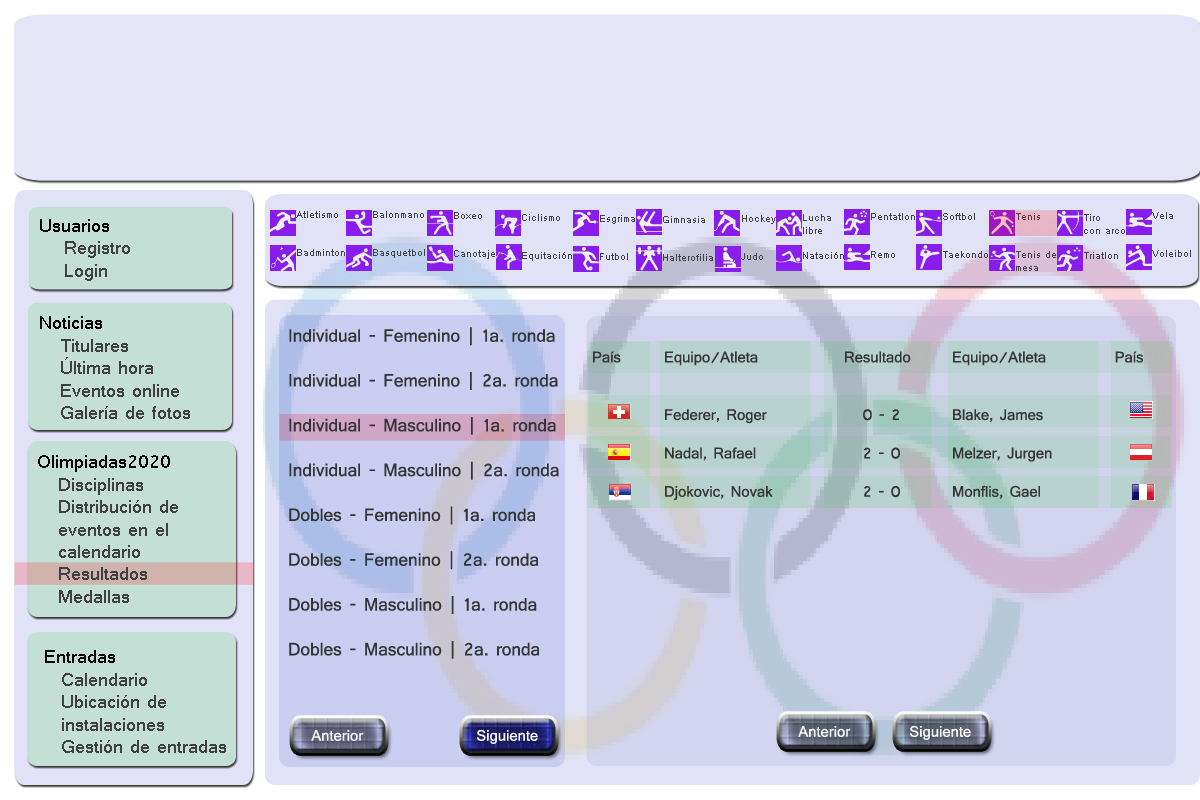 Usuarios
Registro
Login
Noticias
Titulares
Última hora
Eventos online
Galería de fotos
Olimpiadas2020
Disciplinas
Distribución de
eventos en el
calendario
Resultados
Medallas
Entradas
Calendario
Ubicación de
instalaciones
Gestión de entradas
Atletismo Balonmano Boxeo Ciclismo Esgrima Gimnasia Hockey Lucha libre Pentatlon Softbol Tenis Tiro con arco Vela
Badminton Basquetbol Canotaje Equitación Futbol Halterofilia Judo Natación Remo Taekondo Tenis de mesa Triatlon Voleibol
Individual - Femenino | 1a. ronda
Individual - Femenino | 2a. ronda
Individual - Masculino | 1a. ronda
Individual - Masculino | 2a. ronda
Dobles - Femenino | 1a. ronda
Dobles - Femenino | 2a. ronda
Dobles - Masculino | 1a. ronda
Dobles - Masculino | 2a. ronda
Anterior Siguiente
País Equipo/Atleta Resultado Equipo/Atleta País
Federer, Roger 0 - 2 Blake, James
Nadal, Rafael 2 - 0 Melzer, Jurgen
Djokovic, Novak 2 - 0 Monflis, Gael
Anterior Siguiente